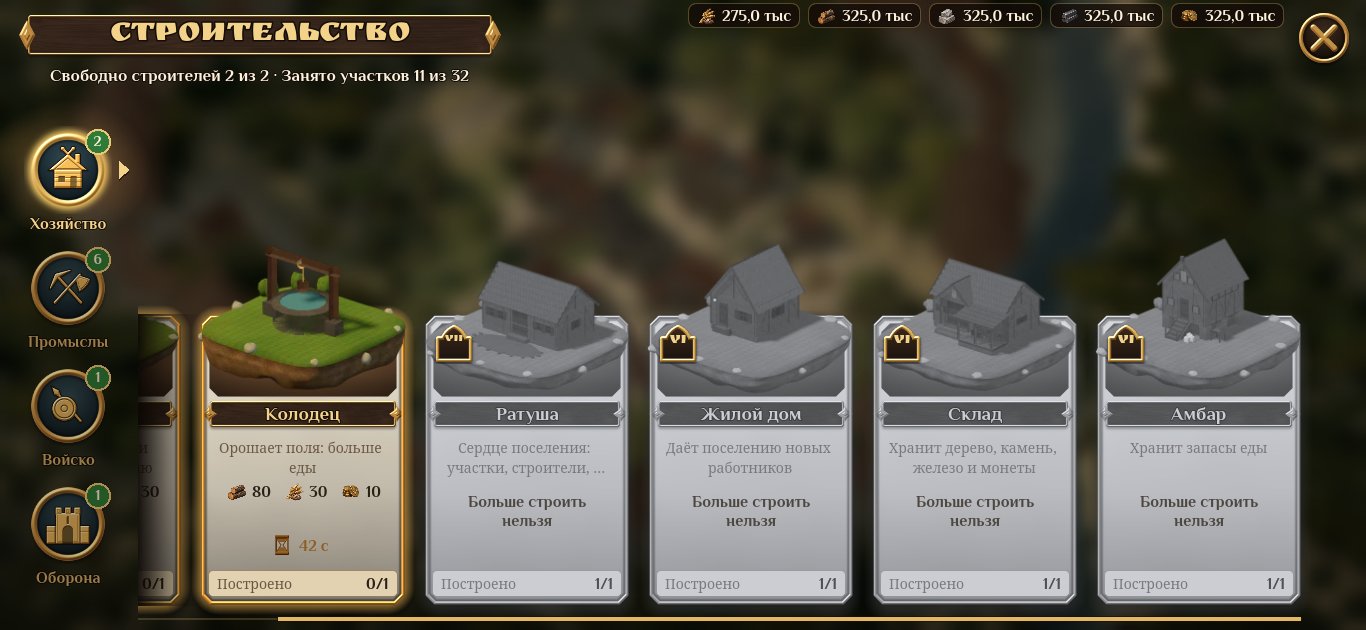 СТРОИТЕЛЬСТВО
275,0 тыс
325,0 тыс
325,0 тыс
325,0 тыс
325,0 тыс
Свободно строителей 2 из 2 · Занято участков 11 из 32
2
Хозяйство
6
Промыслы
1
Войско
1
Оборона
и
ю
30
0/1
Колодец
Орошает поля: больше
еды
80 30 10
42 с
Построено 0/1
VII
Ратуша
Сердце поселения:
участки, строители, ...
Больше строить
нельзя
Построено 1/1
VI
Жилой дом
Даёт поселению новых
работников
Больше строить
нельзя
Построено 1/1
VI
Склад
Хранит дерево, камень,
железо и монеты
Больше строить
нельзя
Построено 1/1
VI
Амбар
Хранит запасы еды
Больше строить
нельзя
Построено 1/1